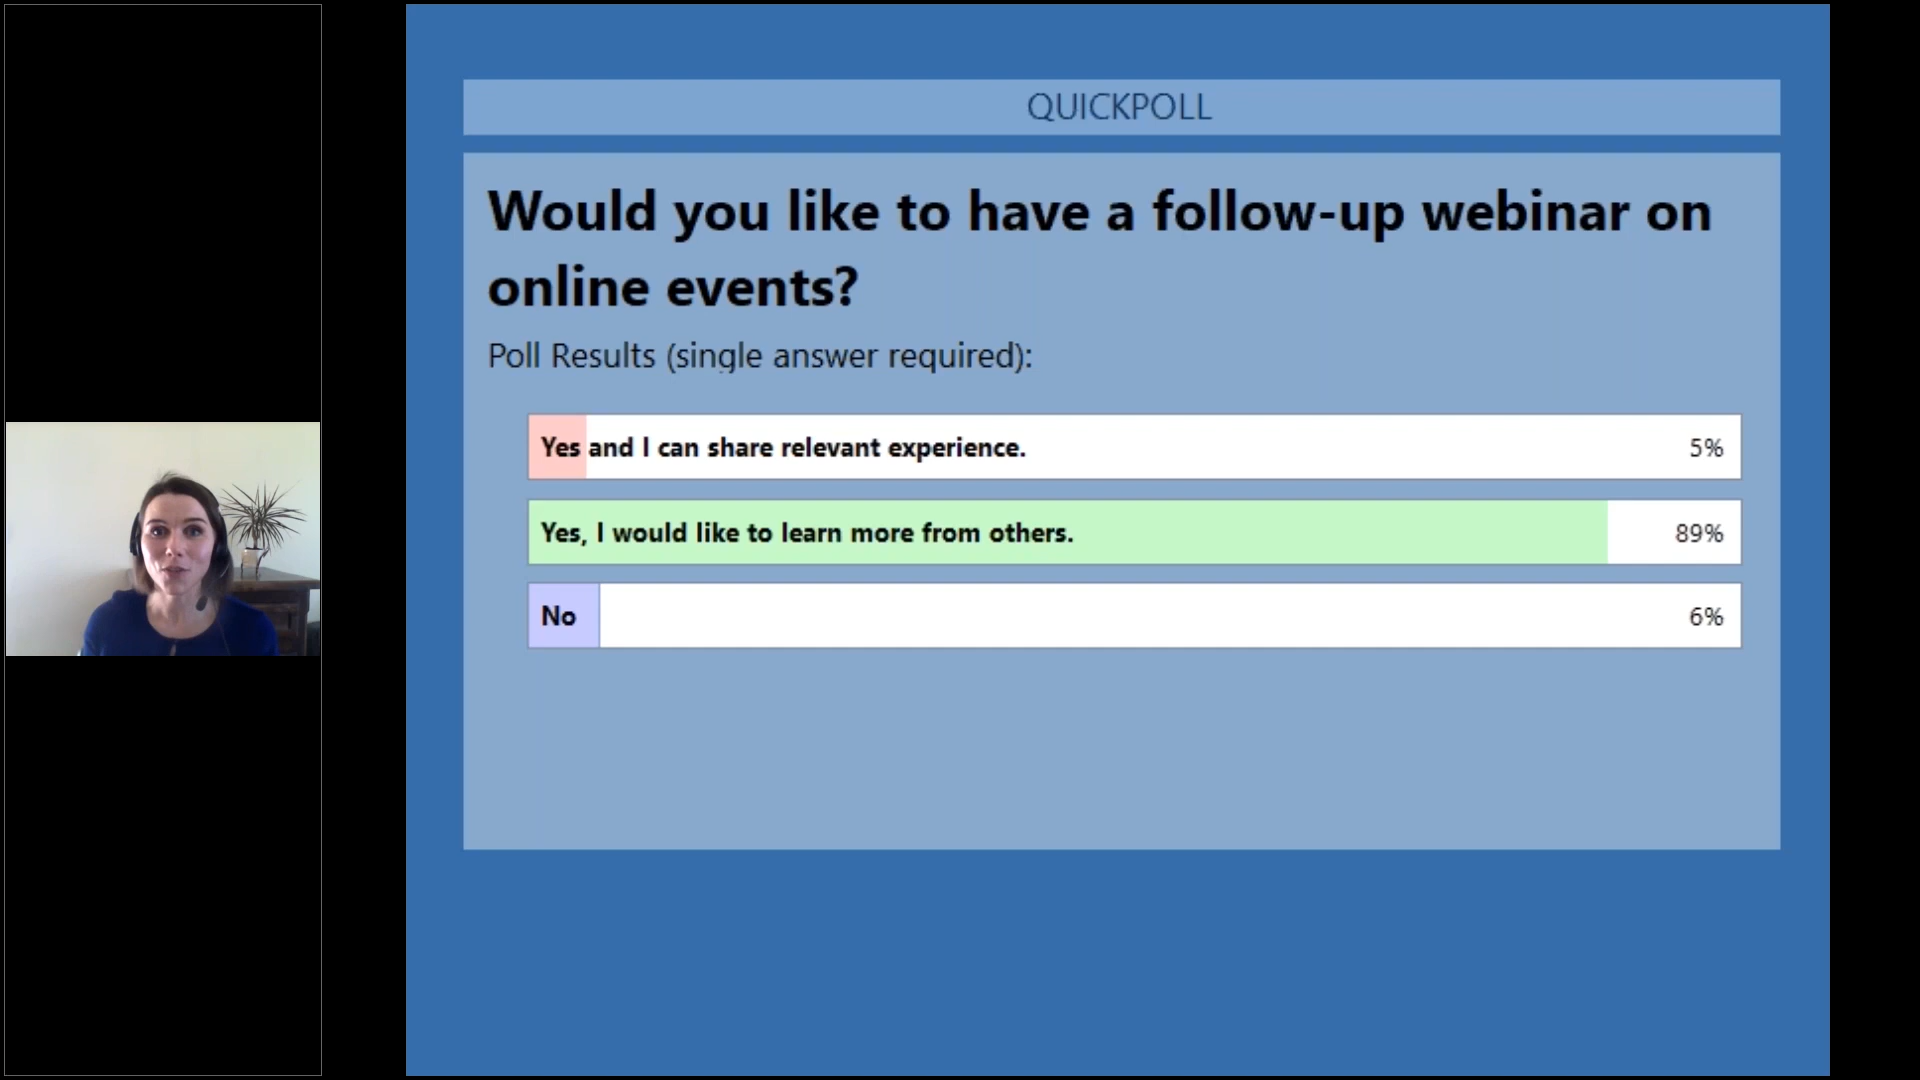 QUICKPOLL
Would you like to have a follow-up webinar on
online events?
Poll Results (single answer required):
Yes and I can share relevant experience. 5%
Yes, I would like to learn more from others. 89%
No 6%